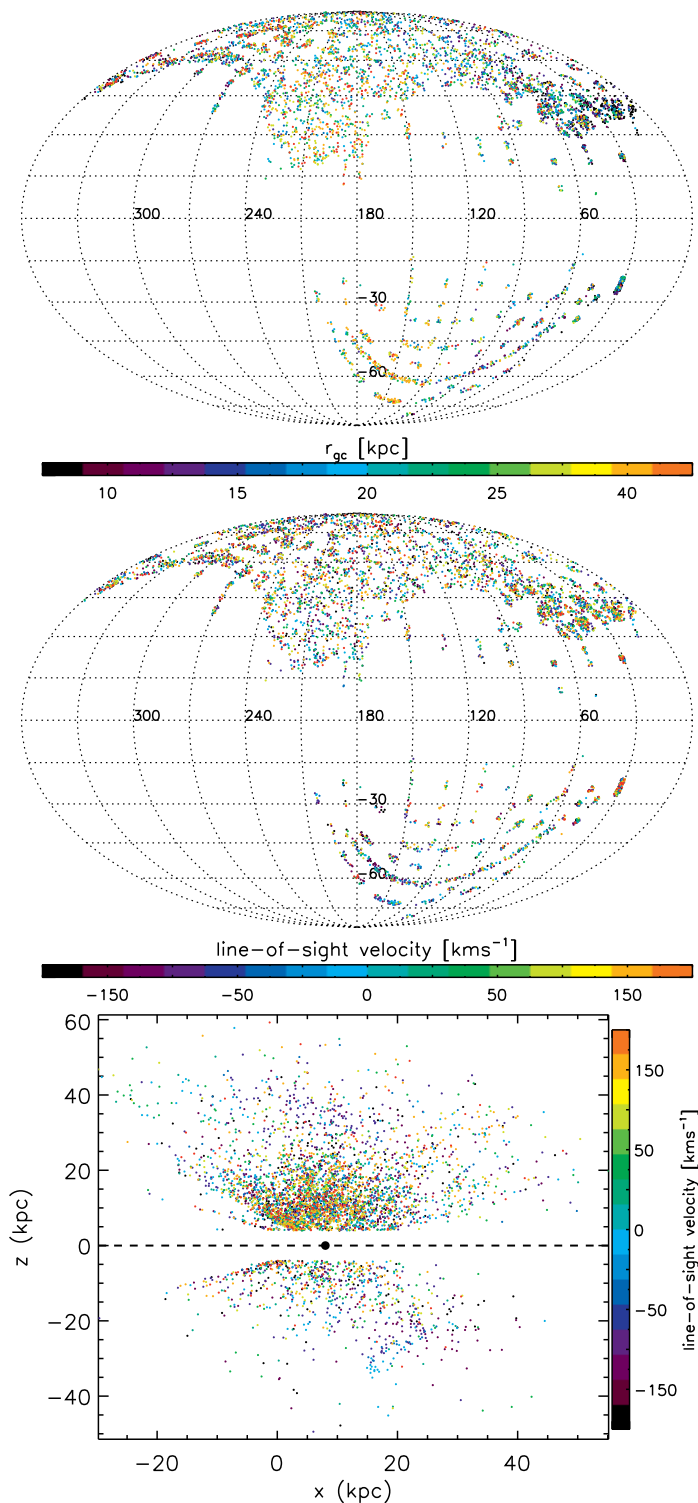 300 240 180 120 60
−30
−60
r_gc [kpc]
10 15 20 25 40
300 240 180 120 60
−30
−60
line−of−sight velocity [kms⁻¹]
−150 −50 0 50 150
60
40
20
0
−20
−40
z (kpc)
−20 0 20 40
x (kpc)
150
50
0
−50
−150
line−of−sight velocity [kms⁻¹]